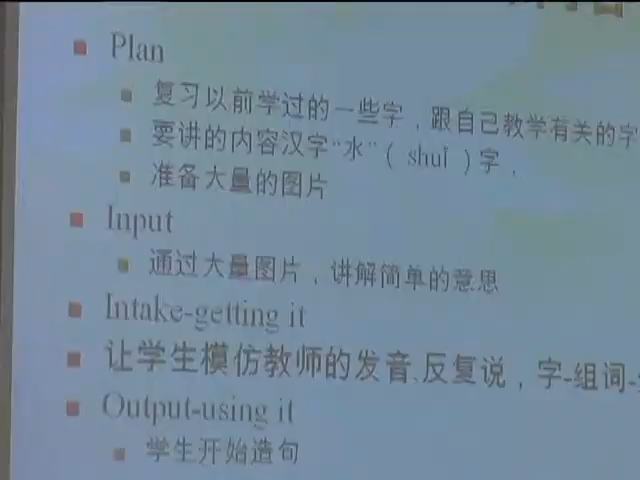 Plan
复习以前学过的一些字，跟自己教学有关的字
要讲的内容汉字“水”（shuǐ）字，
准备大量的图片
Input
通过大量图片，讲解简单的意思
Intake-getting it
让学生模仿教师的发音.反复说，字-组词-
Output-using it
学生开始造句